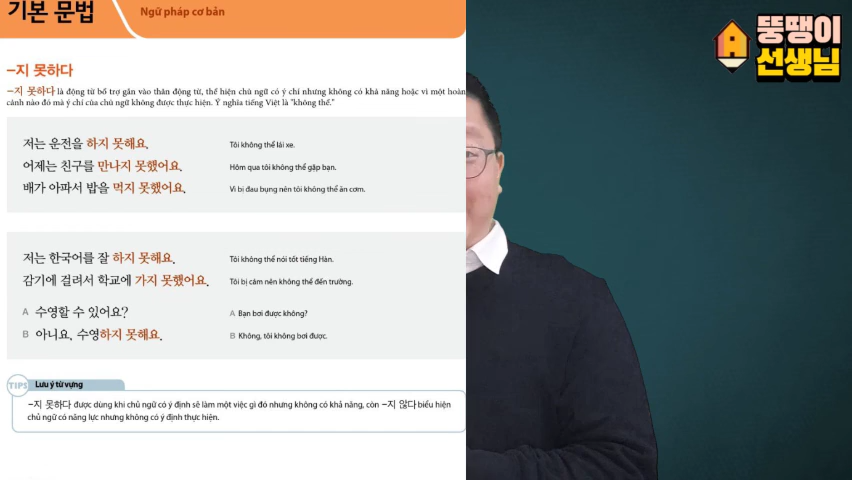 기본 문법
Ngữ pháp cơ bản
뚱땡이
선생님
–지 못하다
–지 못하다 là động từ bổ trợ gắn vào thân động từ, thể hiện chủ ngữ có ý chí nhưng không có khả năng hoặc vì một hoàn
cảnh nào đó mà ý chí của chủ ngữ không được thực hiện. Ý nghĩa tiếng Việt là "không thể."
저는 운전을 하지 못해요. Tôi không thể lái xe.
어제는 친구를 만나지 못했어요. Hôm qua tôi không thể gặp bạn.
배가 아파서 밥을 먹지 못했어요. Vì bị đau bụng nên tôi không thể ăn cơm.
저는 한국어를 잘 하지 못해요. Tôi không thể nói tốt tiếng Hàn.
감기에 걸려서 학교에 가지 못했어요. Tôi bị cảm nên không thể đến trường.
A 수영할 수 있어요? A Bạn bơi được không?
B 아니요, 수영하지 못해요. B Không, tôi không bơi được.
TIPS Lưu ý từ vựng
–지 못하다 được dùng khi chủ ngữ có ý định sẽ làm một việc gì đó nhưng không có khả năng, còn –지 않다 biểu hiện
chủ ngữ có năng lực nhưng không có ý định thực hiện.